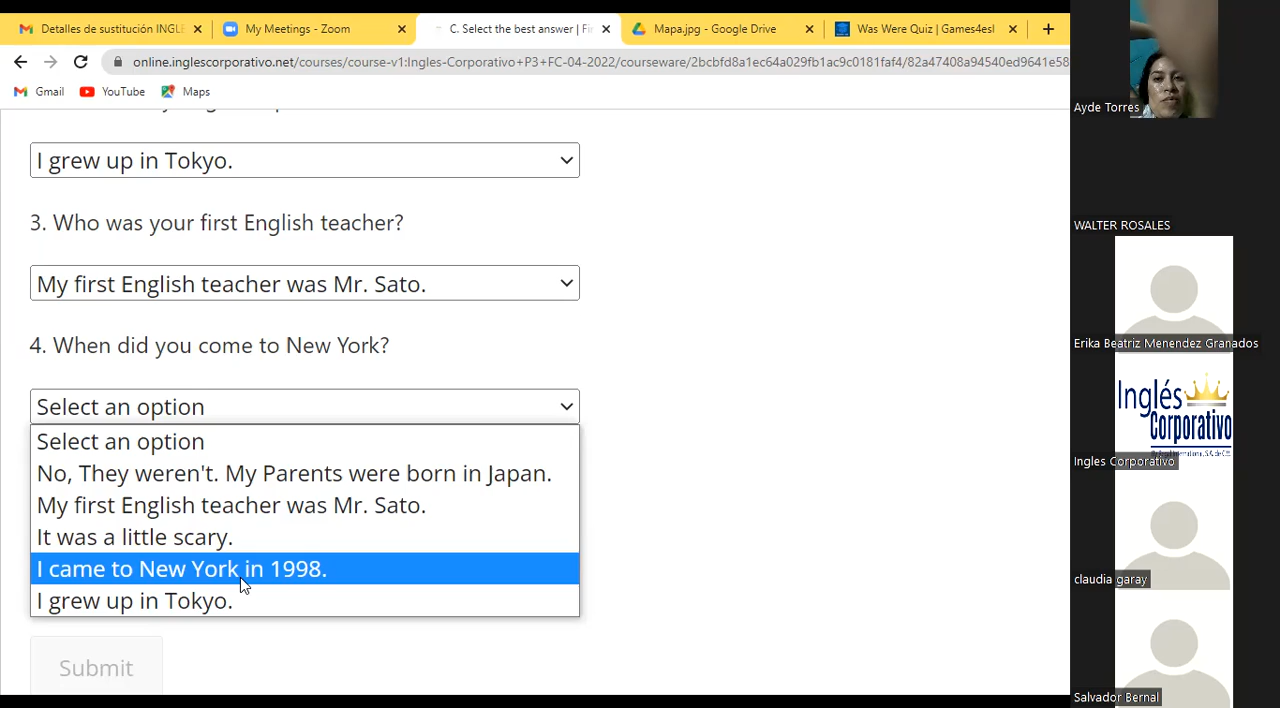 Detalles de sustitución INGLE
My Meetings - Zoom
C. Select the best answer | Fi
Mapa.jpg - Google Drive
Was Were Quiz | Games4esl
online.inglescorporativo.net/courses/course-v1:Ingles-Corporativo+P3+FC-04-2022/courseware/2bcbfd8a1ec64a029fb1ac9c0181faf4/82a47408a94540ed9641e58
Gmail
YouTube
Maps
I grew up in Tokyo.
3. Who was your first English teacher?
My first English teacher was Mr. Sato.
4. When did you come to New York?
Select an option
Select an option
No, They weren't. My Parents were born in Japan.
My first English teacher was Mr. Sato.
It was a little scary.
I came to New York in 1998.
I grew up in Tokyo.
Submit
Ayde Torres
WALTER ROSALES
Erika Beatriz Menendez Granados
Inglés
Corporativo
Ingles Corporativo
claudia garay
Salvador Bernal